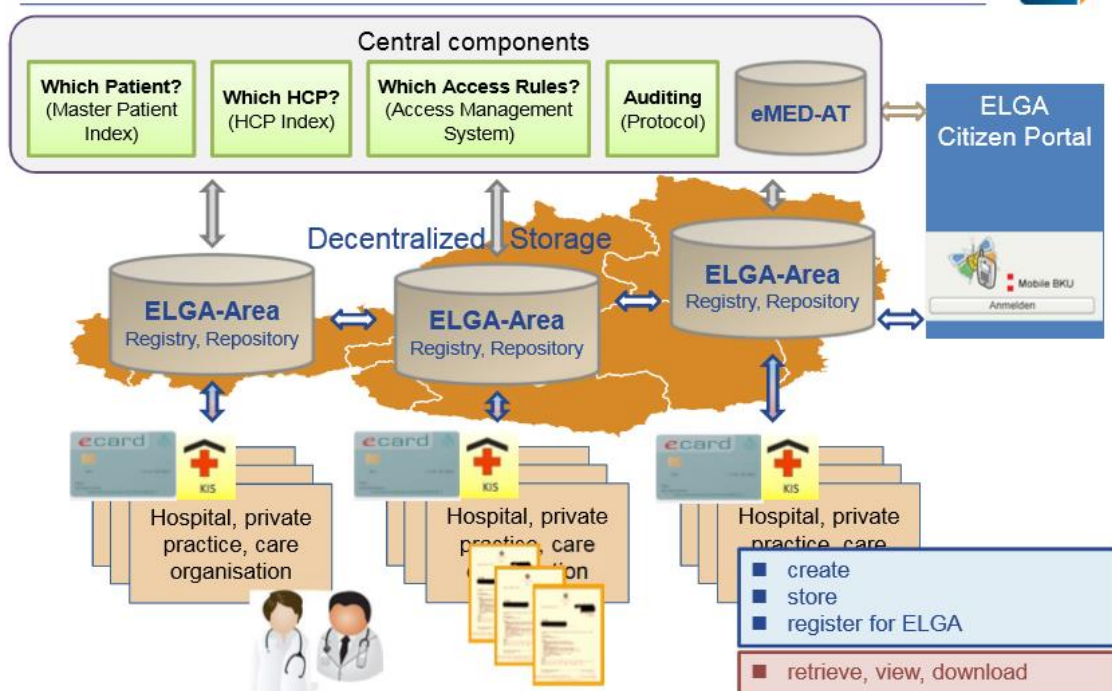 Central components
Which Patient?
(Master Patient
Index)
Which HCP?
(HCP Index)
Which Access Rules?
(Access Management
System)
Auditing
(Protocol)
eMED-AT
ELGA
Citizen Portal
Decentralized Storage
ELGA-Area
Registry, Repository
ELGA-Area
Registry, Repository
ELGA-Area
Registry, Repository
Mobile BKU
Anmelden
ecard
KIS
ecard
KIS
ecard
KIS
Hospital, private
practice, care
organisation
Hospital, private
practice, care
Hospital, private
practice, care
create
store
register for ELGA
retrieve, view, download